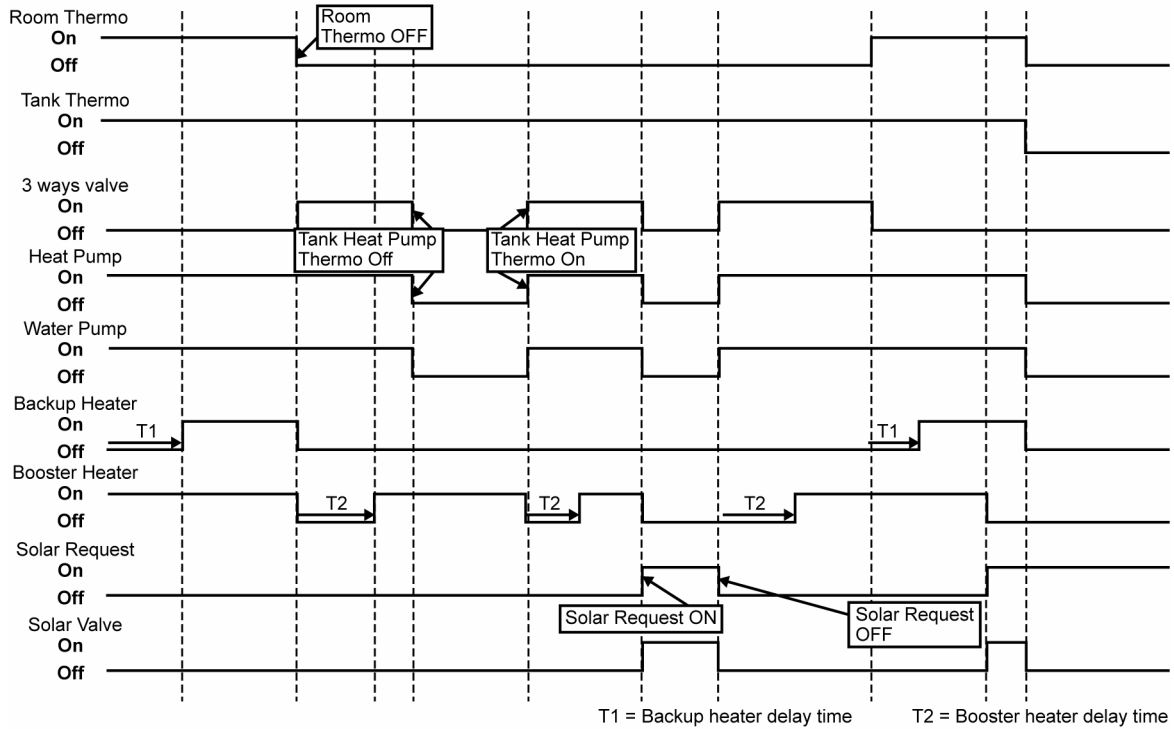 Room Thermo
On
Off
Room
Thermo OFF
Tank Thermo
On
Off
3 ways valve
On
Off
Tank Heat Pump
Thermo Off
Tank Heat Pump
Thermo On
Heat Pump
On
Off
Water Pump
On
Off
Backup Heater
On
Off
T1
T1
Booster Heater
On
Off
T2
T2
T2
Solar Request
On
Off
Solar Request ON
Solar Request
OFF
Solar Valve
On
Off
T1 = Backup heater delay time
T2 = Booster heater delay time